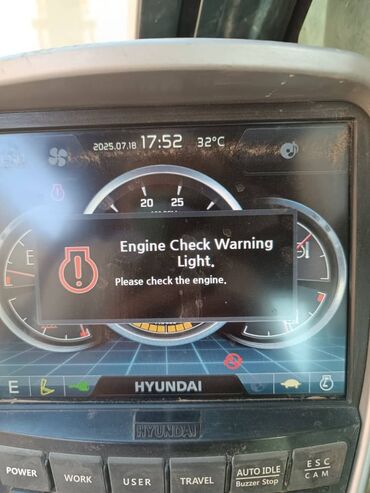 2025.07.18 17:52 32°C
20 25
Engine Check Warning
Light.
Please check the engine.
E
E HYUNDAI
HYUNDAI
POWER WORK USER TRAVEL AUTO IDLE ESC
Buzzer Stop CAM